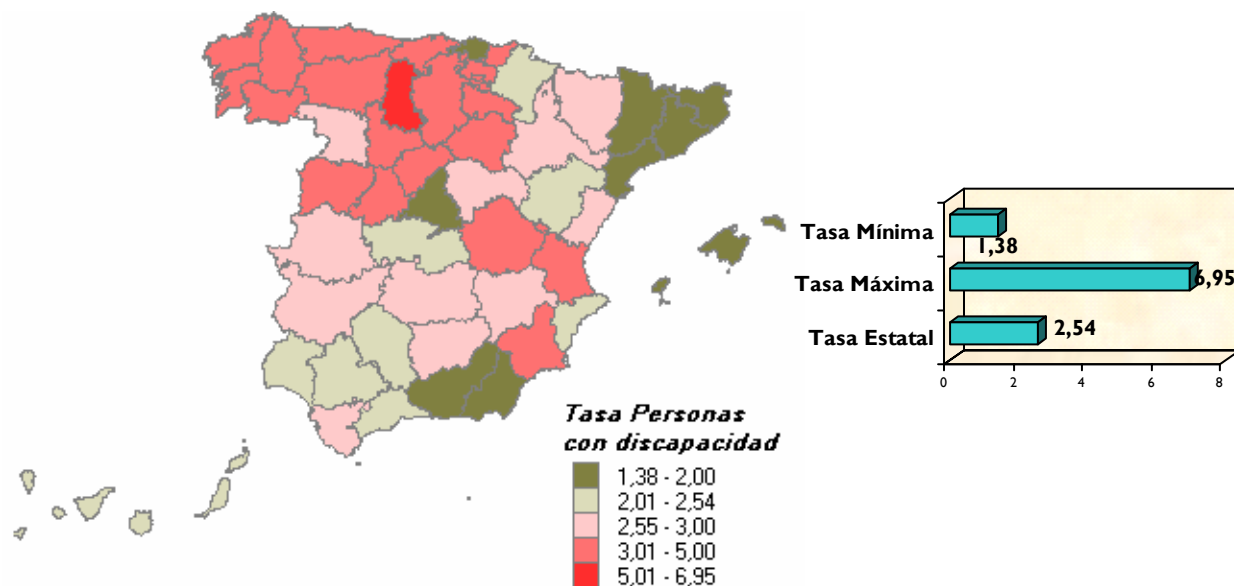 Tasa Personas
con discapacidad
1,38 - 2,00
2,01 - 2,54
2,55 - 3,00
3,01 - 5,00
5,01 - 6,95
Tasa Mínima
1,38
Tasa Máxima
6,95
Tasa Estatal
2,54
0 2 4 6 8